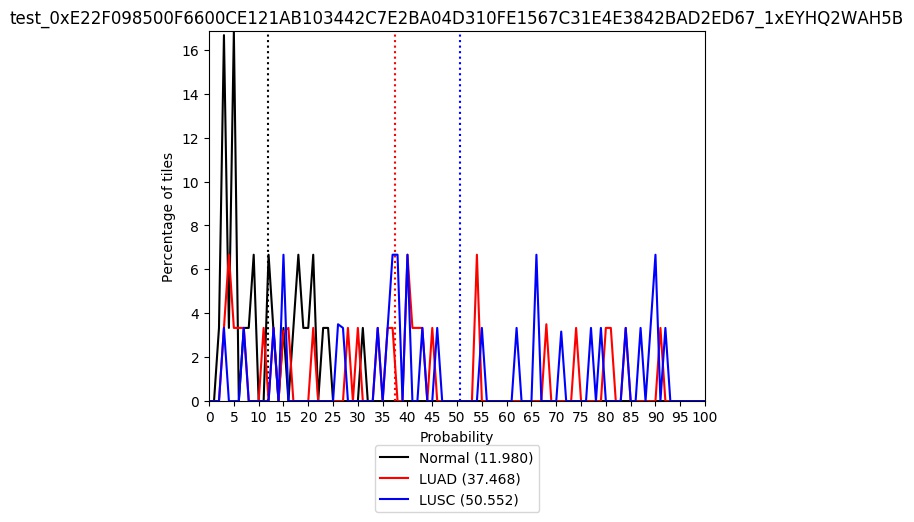 test_0xE22F098500F6600CE121AB103442C7E2BA04D310FE1567C31E4E3842BAD2ED67_1xEYHQ2WAH5B
16
14
12
10
8
6
4
2
0
Percentage of tiles
0 5 10 15 20 25 30 35 40 45 50 55 60 65 70 75 80 85 90 95 100
Probability
Normal (11.980)
LUAD (37.468)
LUSC (50.552)